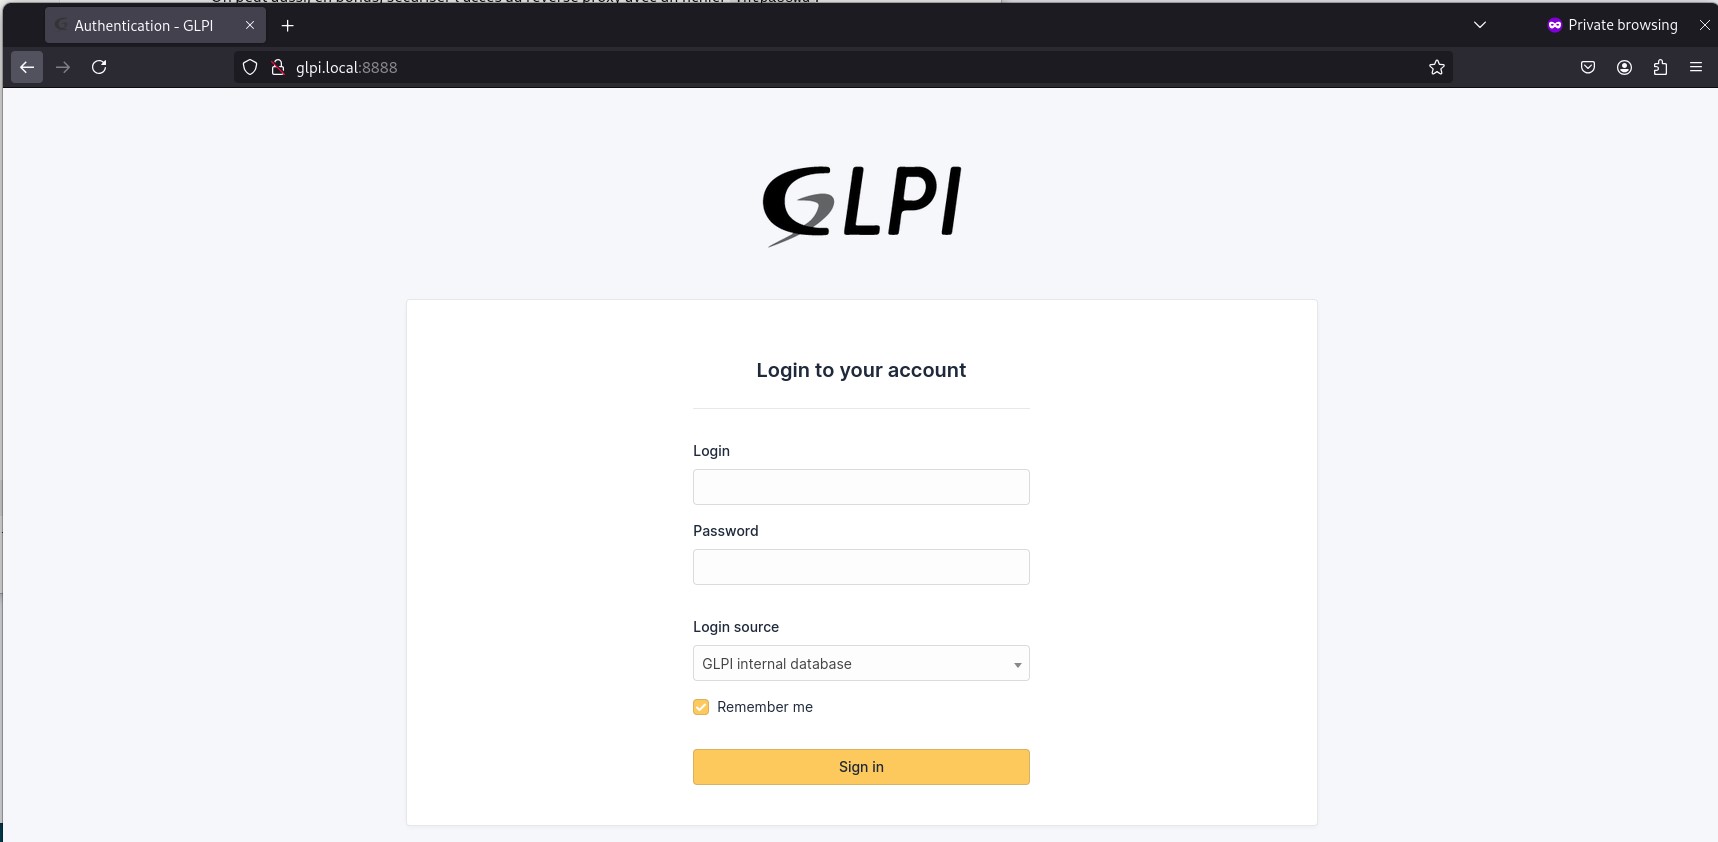 Authentication - GLPI
Private browsing
glpi.local:8888
GLPI
Login to your account
Login
Password
Login source
GLPI internal database
Remember me
Sign in